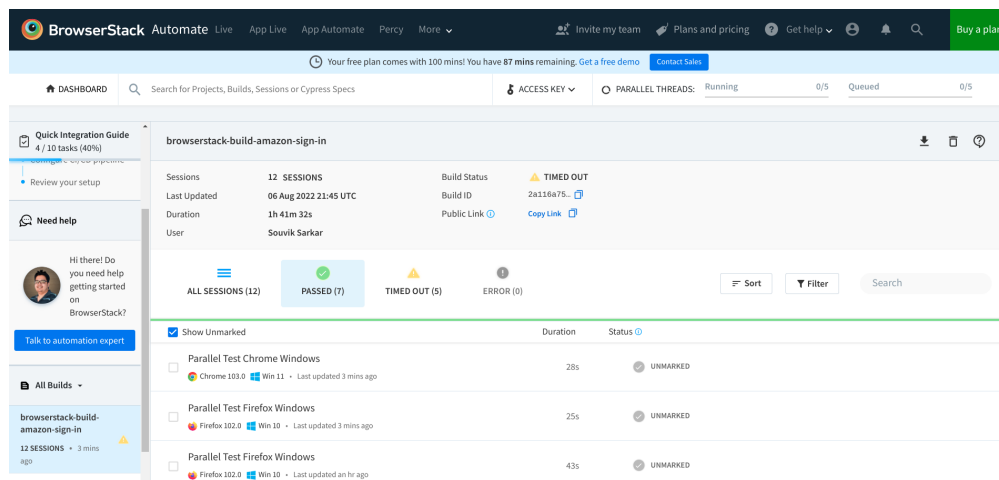 BrowserStack Automate Live App Live App Automate Percy More Invite my team Plans and pricing ? Get help Buy a plan
Your free plan comes with 100 mins! You have 87 mins remaining. Get a free demo Contact Sales
DASHBOARD Search for Projects, Builds, Sessions or Cypress Specs ACCESS KEY PARALLEL THREADS: Running 0/5 Queued 0/5
Quick Integration Guide
4 / 10 tasks (40%)
Configure CI/CD pipeline
Review your setup
Need help
Hi there! Do
you need help
getting started
on
BrowserStack?
Talk to automation expert
All Builds
browserstack-build-
amazon-sign-in
12 SESSIONS • 3 mins
ago
browserstack-build-amazon-sign-in
Sessions 12 SESSIONS Build Status TIMED OUT
Last Updated 06 Aug 2022 21:45 UTC Build ID 2a116a75…
Duration 1h 41m 32s Public Link Copy Link
User Souvik Sarkar
ALL SESSIONS (12) PASSED (7) TIMED OUT (5) ERROR (0) Sort Filter Search
Show Unmarked Duration Status
Parallel Test Chrome Windows
Chrome 103.0 Win 11 • Last updated 3 mins ago 28s UNMARKED
Parallel Test Firefox Windows
Firefox 102.0 Win 10 • Last updated 3 mins ago 25s UNMARKED
Parallel Test Firefox Windows
Firefox 102.0 Win 10 • Last updated an hr ago 43s UNMARKED